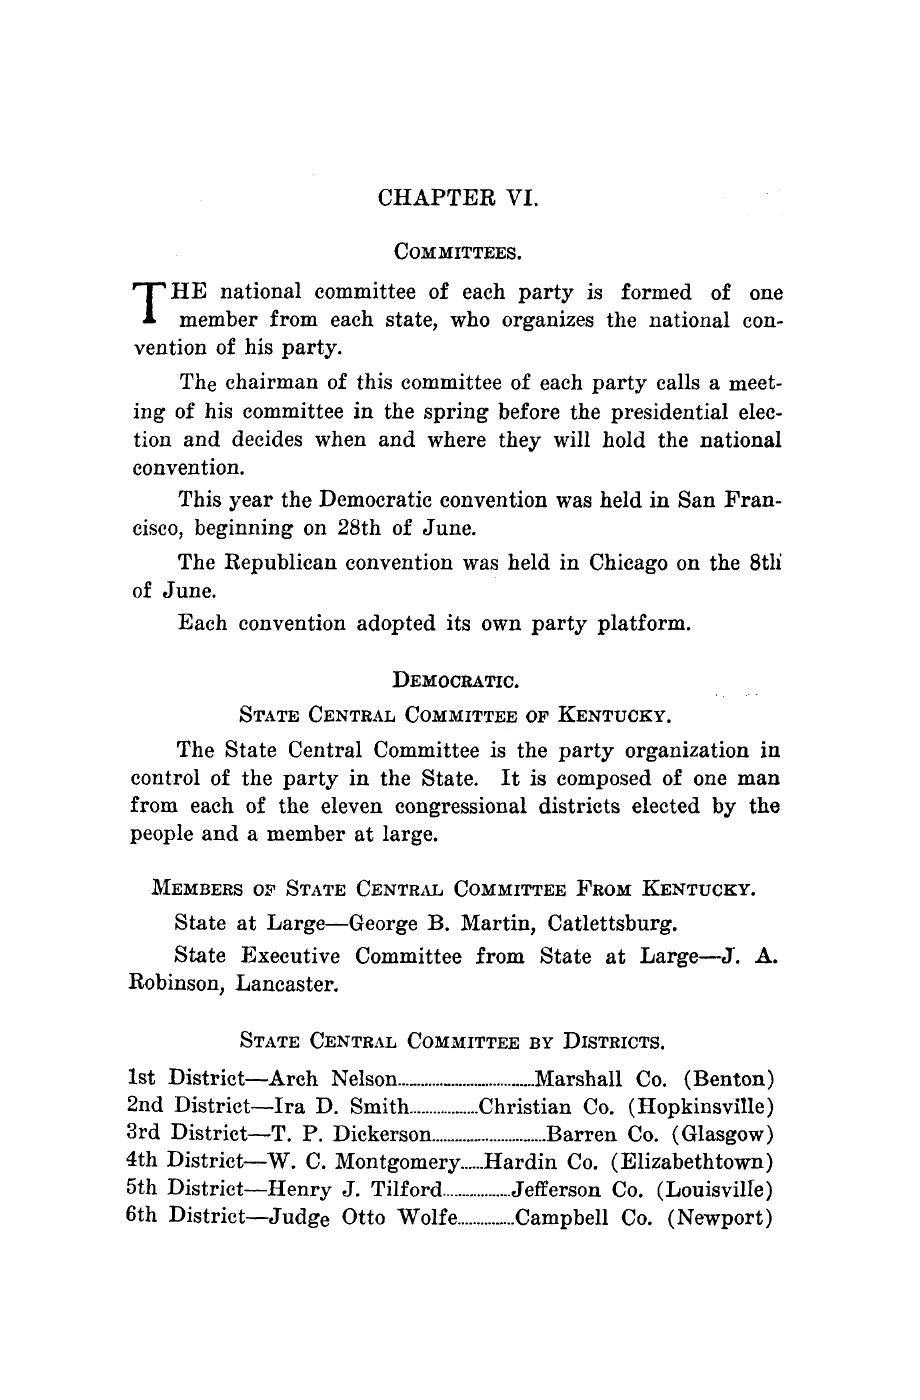 CHAPTER VI.
COMMITTEES.
THE national committee of each party is formed of one
member from each state, who organizes the national con-
vention of his party.
The chairman of this committee of each party calls a meet-
ing of his committee in the spring before the presidential elec-
tion and decides when and where they will hold the national
convention.
This year the Democratic convention was held in San Fran-
cisco, beginning on 28th of June.
The Republican convention was held in Chicago on the 8th
of June.
Each convention adopted its own party platform.
DEMOCRATIC.
STATE CENTRAL COMMITTEE OF KENTUCKY.
The State Central Committee is the party organization in
control of the party in the State. It is composed of one man
from each of the eleven congressional districts elected by the
people and a member at large.
MEMBERS OF STATE CENTRAL COMMITTEE FROM KENTUCKY.
State at Large—George B. Martin, Catlettsburg.
State Executive Committee from State at Large—J. A.
Robinson, Lancaster.
STATE CENTRAL COMMITTEE BY DISTRICTS.
1st District—Arch Nelson....................Marshall Co. (Benton)
2nd District—Ira D. Smith..........Christian Co. (Hopkinsville)
3rd District—T. P. Dickerson.................Barren Co. (Glasgow)
4th District—W. C. Montgomery.....Hardin Co. (Elizabethtown)
5th District—Henry J. Tilford..........Jefferson Co. (Louisville)
6th District—Judge Otto Wolfe.........Campbell Co. (Newport)